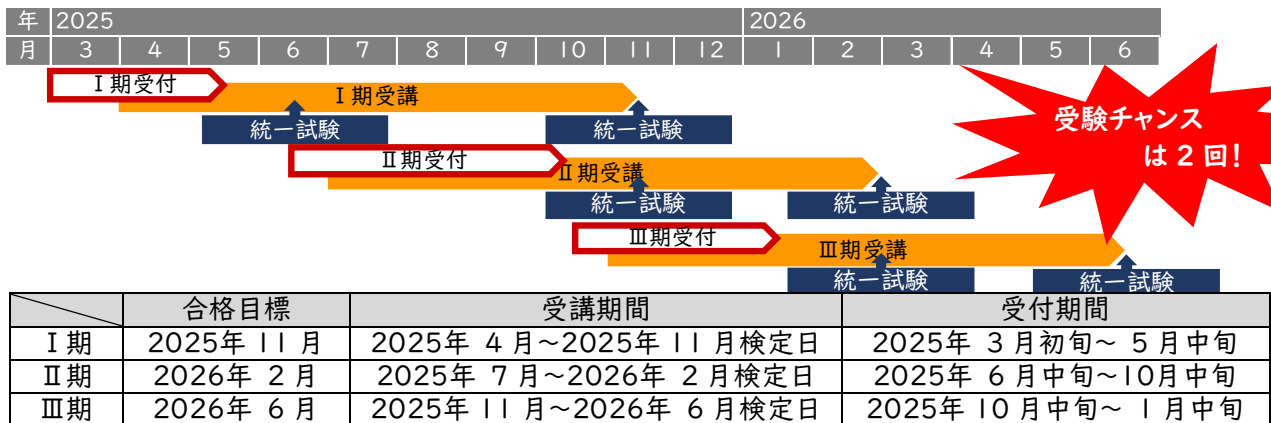 年 2025 2026
月 3 4 5 6 7 8 9 10 11 12 1 2 3 4 5 6
Ⅰ期受付
Ⅰ期受講
統一試験 統一試験
受験チャンス
は2回!
Ⅱ期受付
Ⅱ期受講
統一試験 統一試験
Ⅲ期受付
Ⅲ期受講
統一試験 統一試験
合格目標 受講期間 受付期間
Ⅰ期 2025年 11月 2025年 4月~2025年 11月検定日 2025年 3月初旬~ 5月中旬
Ⅱ期 2026年 2月 2025年 7月~2026年 2月検定日 2025年 6月中旬~10月中旬
Ⅲ期 2026年 6月 2025年 11月~2026年 6月検定日 2025年 10月中旬~ 1月中旬